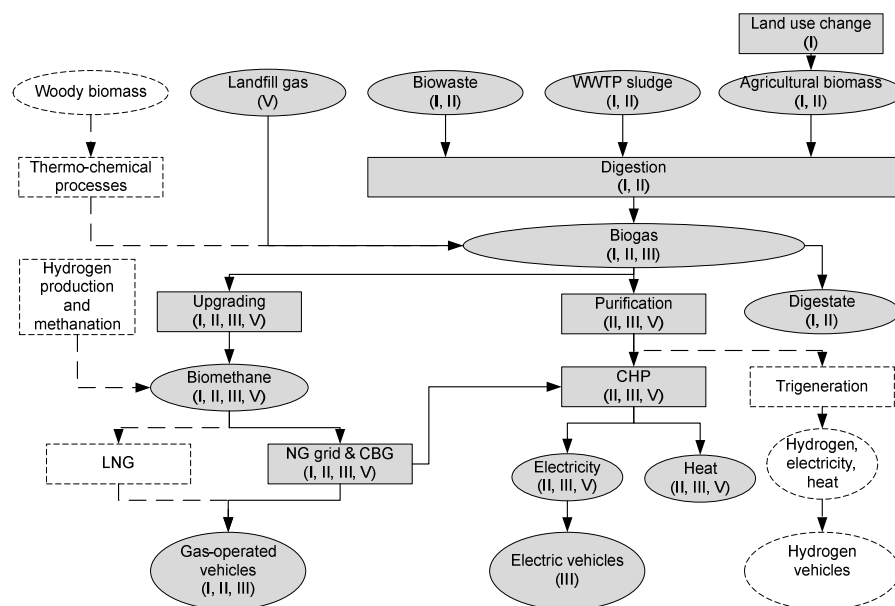 Land use change
(I)
Woody biomass
Landfill gas
(V)
Biowaste
(I, II)
WWTP sludge
(I, II)
Agricultural biomass
(I, II)
Thermo-chemical
processes
Digestion
(I, II)
Biogas
(I, II, III)
Hydrogen
production
and
methanation
Upgrading
(I, II, III, V)
Purification
(II, III, V)
Digestate
(I, II)
Biomethane
(I, II, III, V)
CHP
(II, III, V)
Trigeneration
LNG
NG grid & CBG
(I, II, III, V)
Electricity
(II, III, V)
Heat
(II, III, V)
Hydrogen,
electricity,
heat
Gas-operated
vehicles
(I, II, III)
Electric vehicles
(III)
Hydrogen
vehicles